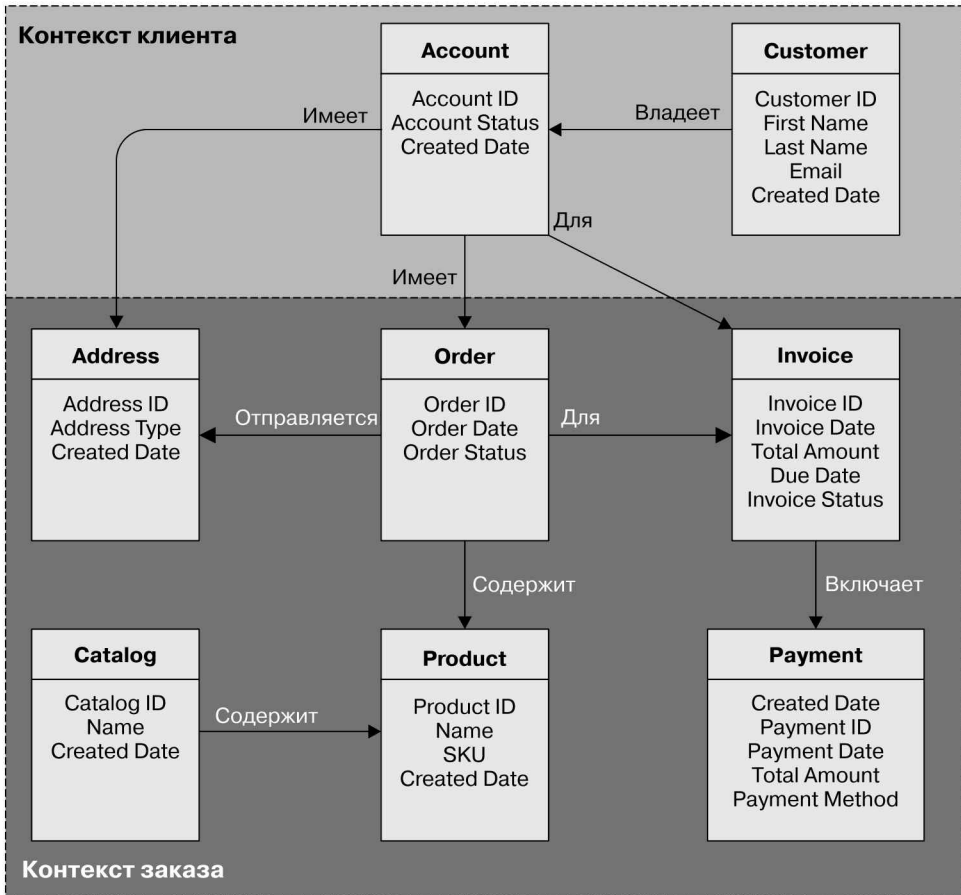 Контекст клиента
Account
Account ID
Account Status
Created Date
Customer
Customer ID
First Name
Last Name
Email
Created Date
Имеет
Владеет
Для
Имеет
Address
Address ID
Address Type
Created Date
Отправляется
Order
Order ID
Order Date
Order Status
Для
Invoice
Invoice ID
Invoice Date
Total Amount
Due Date
Invoice Status
Содержит
Включает
Catalog
Catalog ID
Name
Created Date
Содержит
Product
Product ID
Name
SKU
Created Date
Payment
Created Date
Payment ID
Payment Date
Total Amount
Payment Method
Контекст заказа